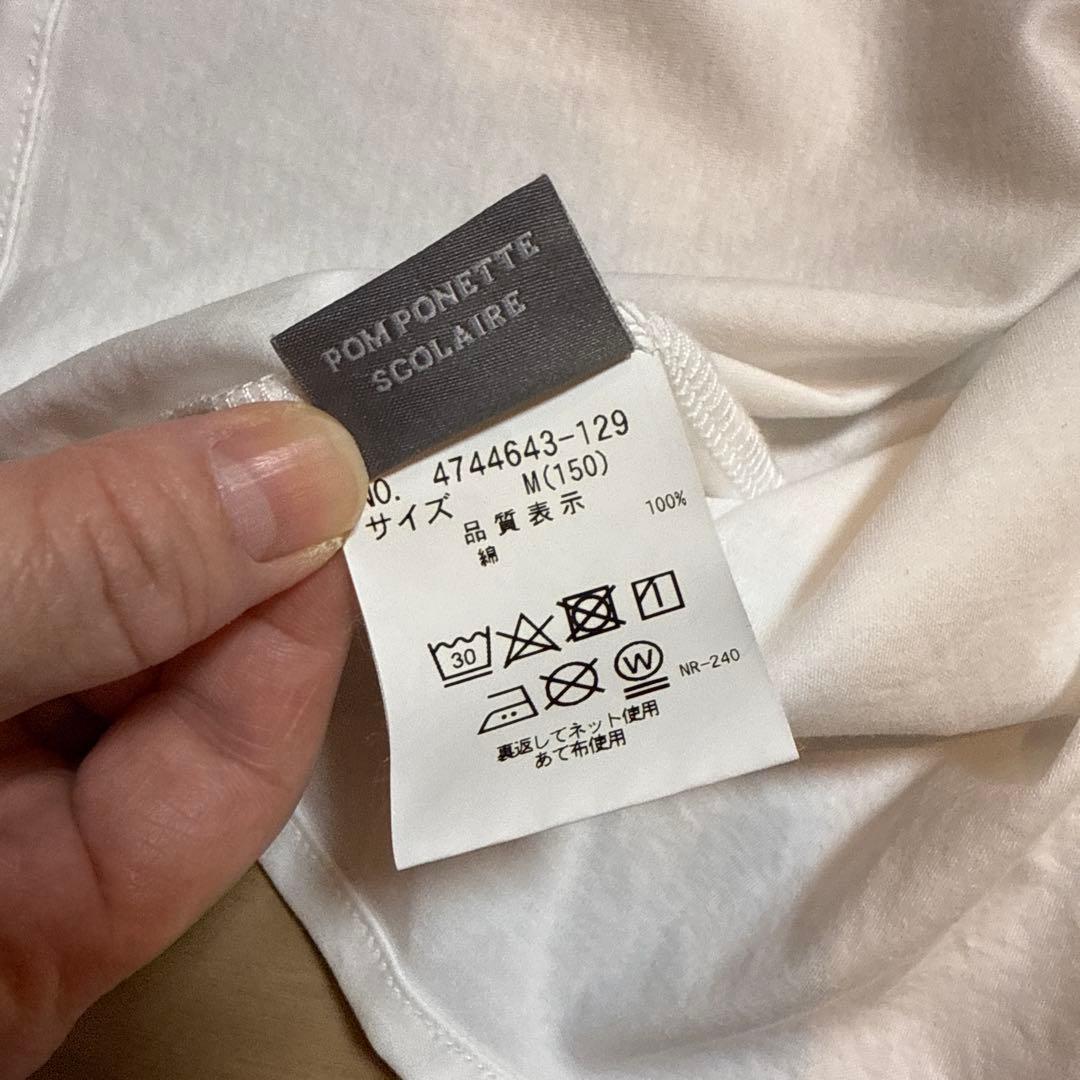 POMPONETTE
SCOLAIRE
NO. 4744643-129
サイズ M(150)
品質表示
綿 100%
30
W NR-240
裏返してネット使用
あて布使用